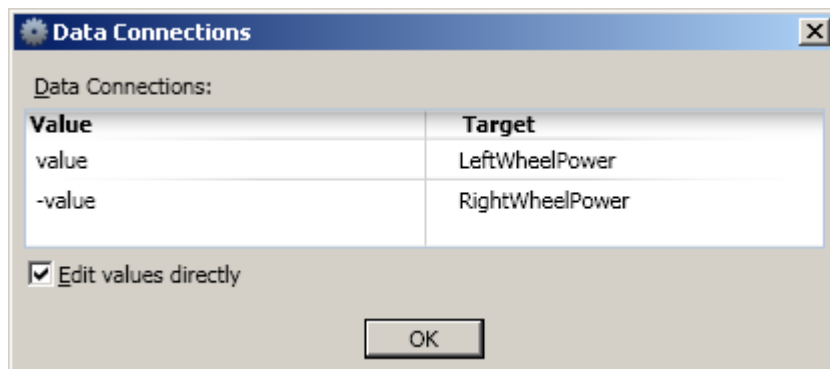 Data Connections
Data Connections:
Value Target
value LeftWheelPower
-value RightWheelPower
Edit values directly
OK